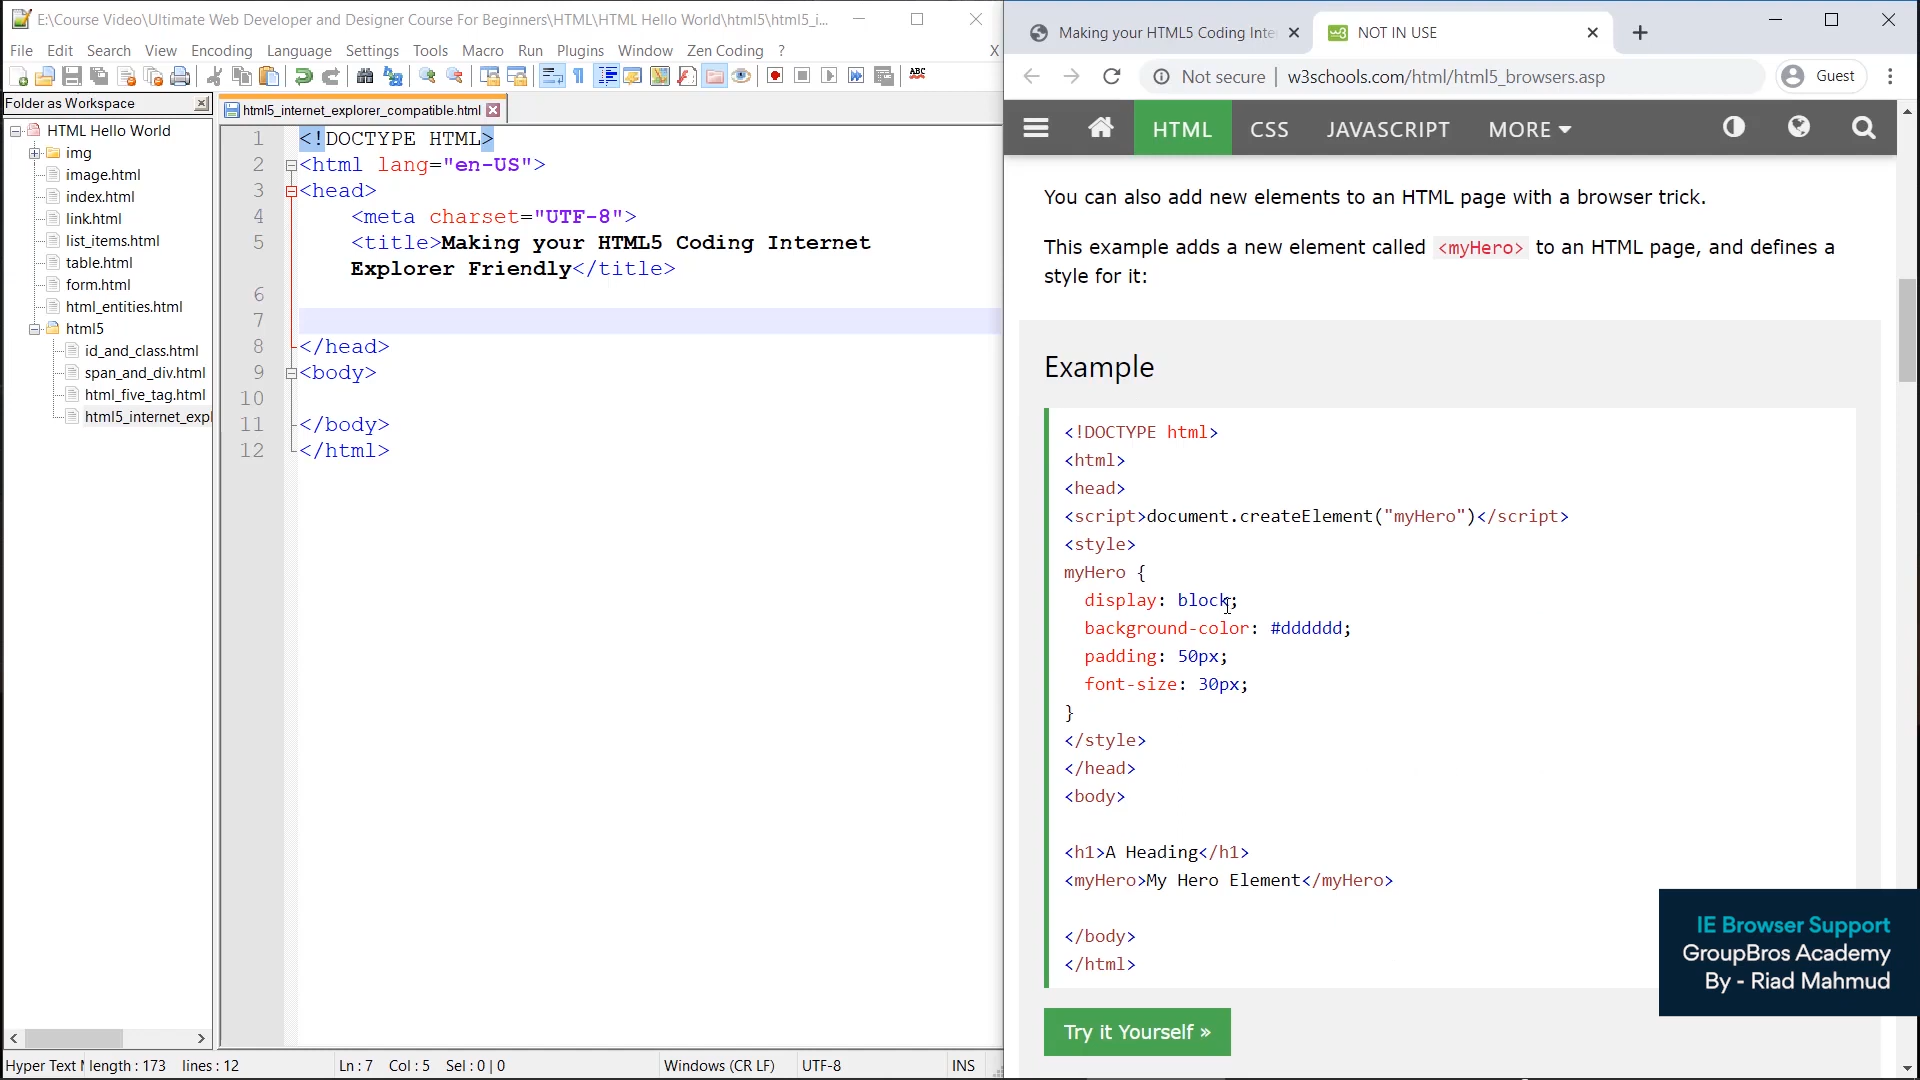 E:\Course Video\Ultimate Web Developer and Designer Course For Beginners\HTML\HTML Hello World\html5\html5_i...
File Edit Search View Encoding Language Settings Tools Macro Run Plugins Window Zen Coding ? X
ABC
Folder as Workspace
HTML Hello World
img
image.html
index.html
link.html
list_items.html
table.html
form.html
html_entities.html
html5
id_and_class.html
span_and_div.html
html_five_tag.html
html5_internet_expl
html5_internet_explorer_compatible.html
1 <!DOCTYPE HTML>
2 <html lang="en-US">
3 <head>
4 <meta charset="UTF-8">
5 <title>Making your HTML5 Coding Internet
Explorer Friendly</title>
6
7
8 </head>
9 <body>
10
11 </body>
12 </html>
Hyper Text M length : 173 lines : 12 Ln : 7 Col : 5 Sel : 0 | 0 Windows (CR LF) UTF-8 INS
Making your HTML5 Coding Inte
NOT IN USE
Not secure | w3schools.com/html/html5_browsers.asp
Guest
HTML CSS JAVASCRIPT MORE
You can also add new elements to an HTML page with a browser trick.
This example adds a new element called <myHero> to an HTML page, and defines a
style for it:
Example
<!DOCTYPE html>
<html>
<head>
<script>document.createElement("myHero")</script>
<style>
myHero {
display: block;
background-color: #dddddd;
padding: 50px;
font-size: 30px;
}
</style>
</head>
<body>
<h1>A Heading</h1>
<myHero>My Hero Element</myHero>
</body>
</html>
Try it Yourself »
IE Browser Support
GroupBros Academy
By - Riad Mahmud